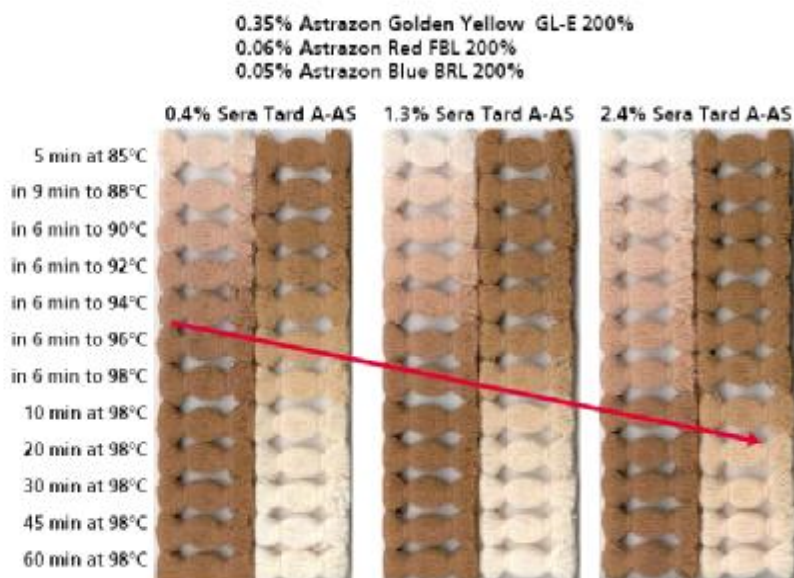 0.35% Astrazon Golden Yellow GL-E 200%
0.06% Astrazon Red FBL 200%
0.05% Astrazon Blue BRL 200%
0.4% Sera Tard A-AS 1.3% Sera Tard A-AS 2.4% Sera Tard A-AS
5 min at 85°C
in 9 min to 88°C
in 6 min to 90°C
in 6 min to 92°C
in 6 min to 94°C
in 6 min to 96°C
in 6 min to 98°C
10 min at 98°C
20 min at 98°C
30 min at 98°C
45 min at 98°C
60 min at 98°C